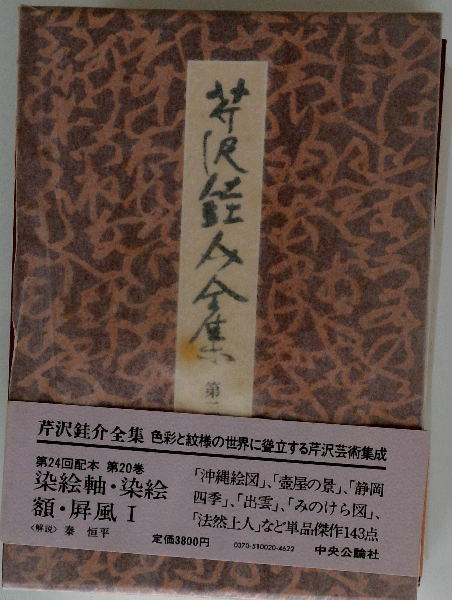 芹沢銈介全集
第
芹沢銈介全集 色彩と紋様の世界に聳立する芹沢芸術集成
第24回配本 第20巻
染絵軸・染絵
額・屛風 I
〈解説〉 秦 恒平
「沖縄絵図」、「壺屋の景」、「静岡
四季」、「出雲」、「みのけら図」、
「法然上人」など単品傑作143点
定価3800円
0370-510020-4622
中央公論社